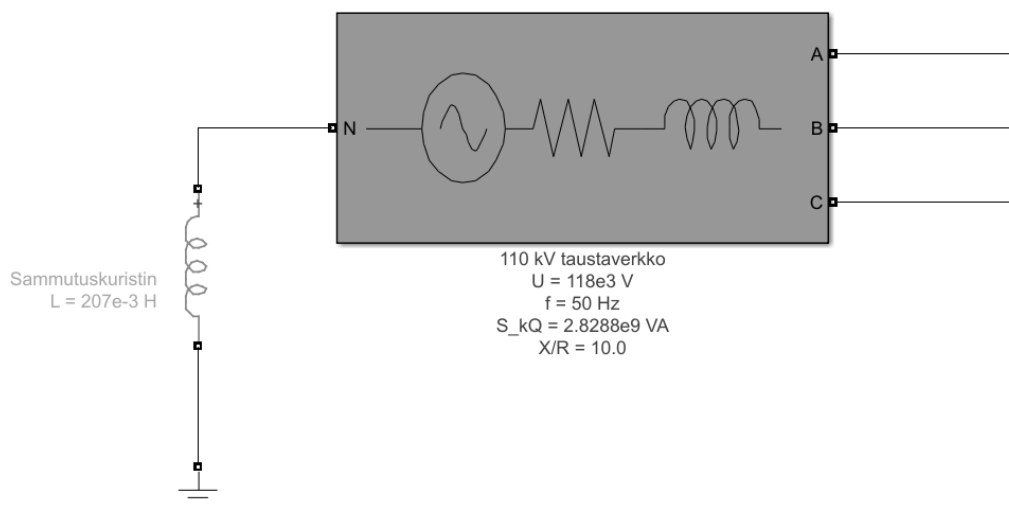 A
N
B
C
Sammutuskuristin
L = 207e-3 H
110 kV taustaverkko
U = 118e3 V
f = 50 Hz
S_kQ = 2.8288e9 VA
X/R = 10.0
+